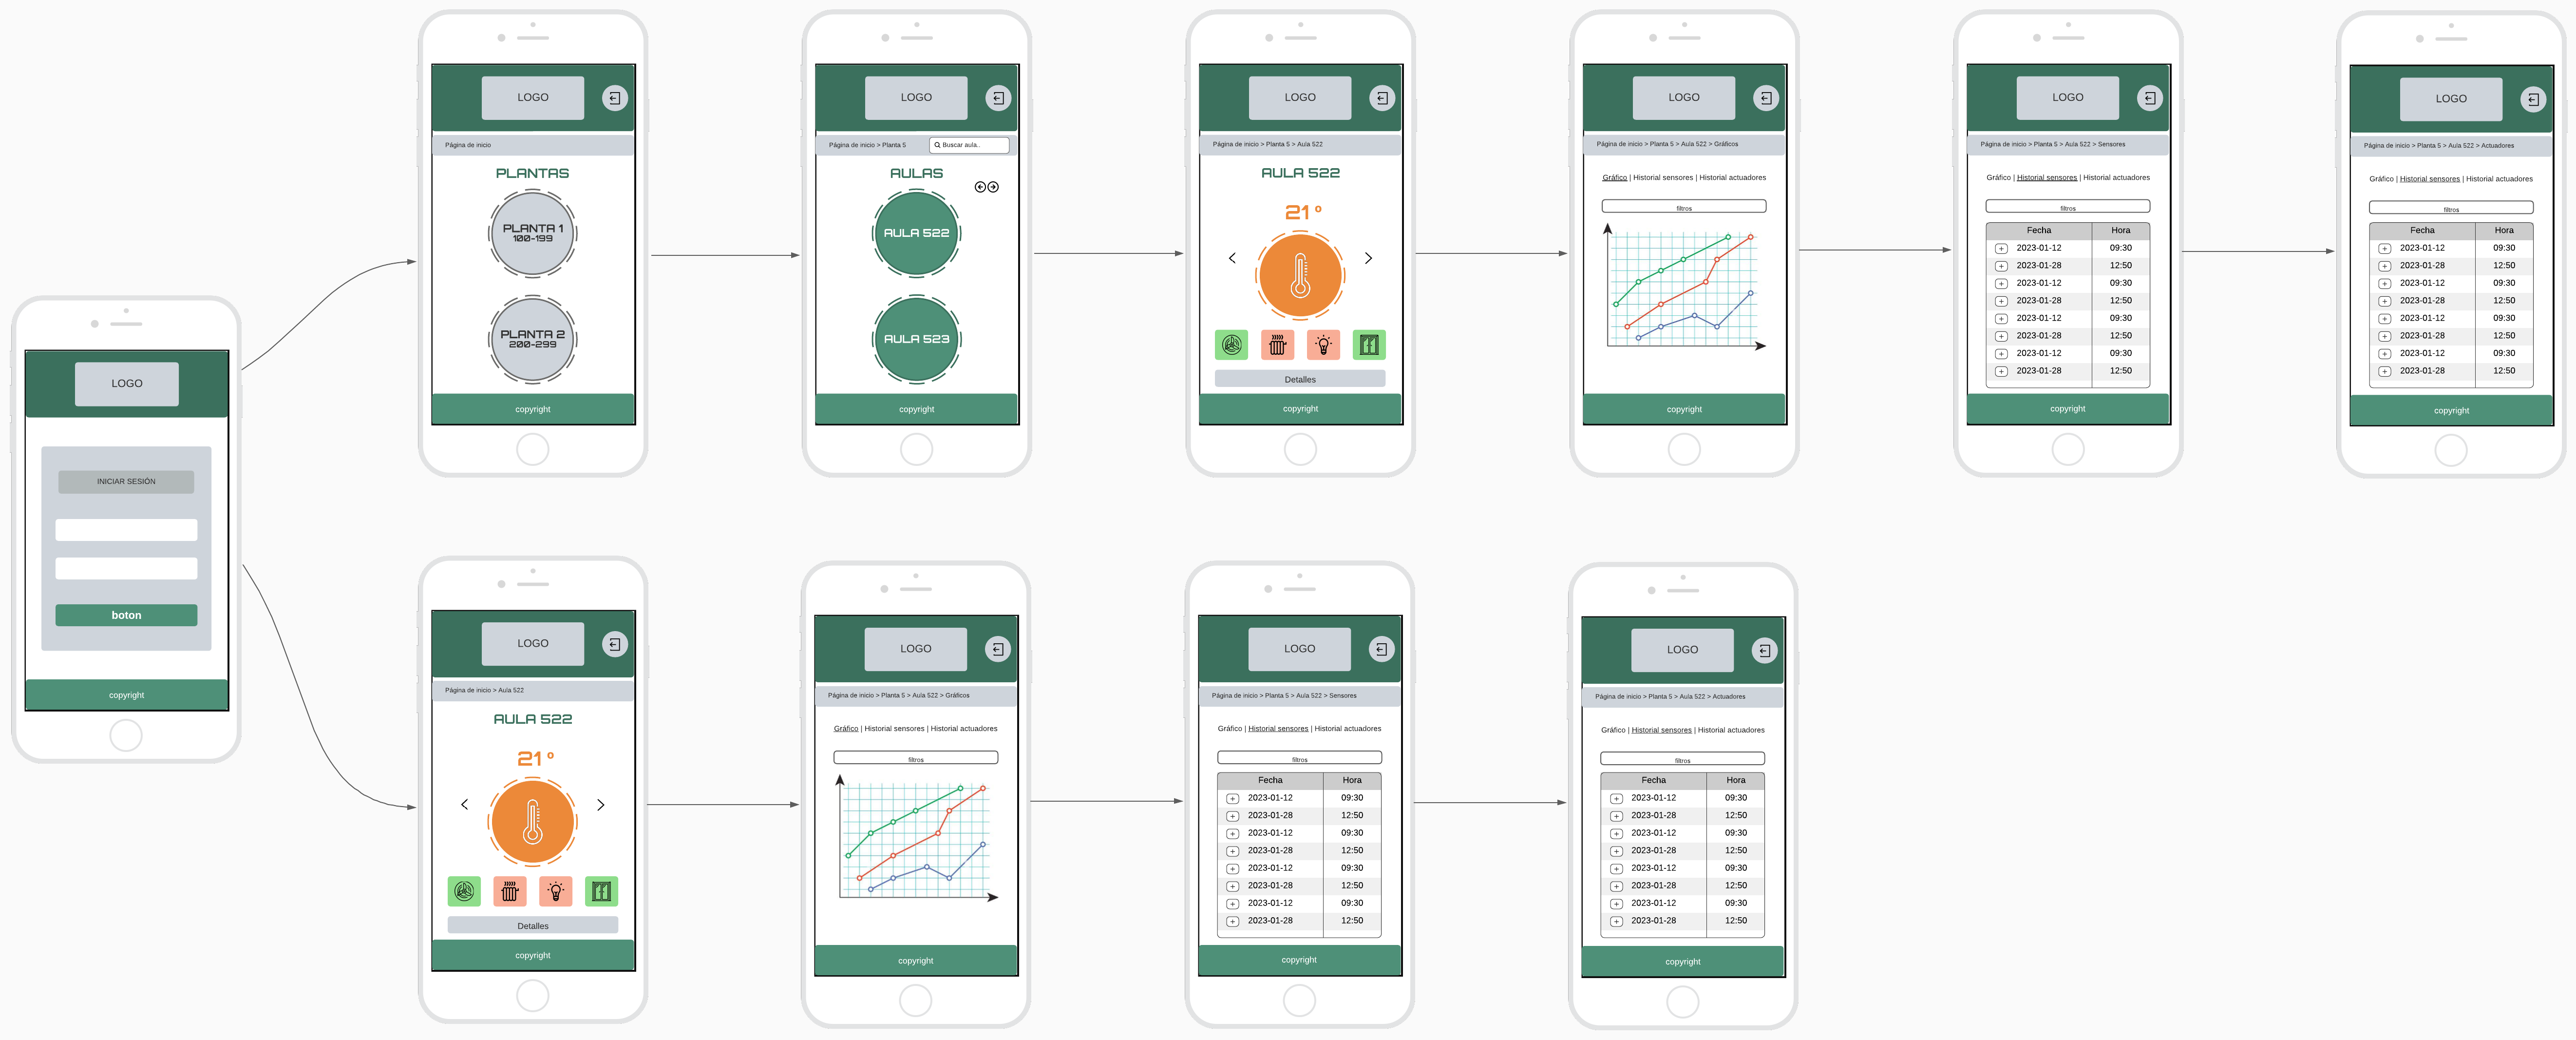 LOGO
INICIAR SESIÓN
boton
copyright
LOGO
Página de inicio
PLANTAS
PLANTA 1
100-199
PLANTA 2
200-299
copyright
LOGO
Página de inicio > Planta 5
Buscar aula..
AULAS
AULA 522
AULA 523
copyright
LOGO
Página de inicio > Planta 5 > Aula 522
AULA 522
21 º
Detalles
copyright
LOGO
Página de inicio > Planta 5 > Aula 522 > Gráficos
Gráfico | Historial sensores | Historial actuadores
filtros
copyright
LOGO
Página de inicio > Planta 5 > Aula 522 > Sensores
Gráfico | Historial sensores | Historial actuadores
filtros
Fecha Hora
2023-01-12 09:30
2023-01-28 12:50
2023-01-12 09:30
2023-01-28 12:50
2023-01-12 09:30
2023-01-28 12:50
2023-01-12 09:30
2023-01-28 12:50
copyright
LOGO
Página de inicio > Planta 5 > Aula 522 > Actuadores
Gráfico | Historial sensores | Historial actuadores
filtros
Fecha Hora
2023-01-12 09:30
2023-01-28 12:50
2023-01-12 09:30
2023-01-28 12:50
2023-01-12 09:30
2023-01-28 12:50
2023-01-12 09:30
2023-01-28 12:50
copyright
LOGO
Página de inicio > Aula 522
AULA 522
21 º
Detalles
copyright
LOGO
Página de inicio > Planta 5 > Aula 522 > Gráficos
Gráfico | Historial sensores | Historial actuadores
filtros
copyright
LOGO
Página de inicio > Planta 5 > Aula 522 > Sensores
Gráfico | Historial sensores | Historial actuadores
filtros
Fecha Hora
2023-01-12 09:30
2023-01-28 12:50
2023-01-12 09:30
2023-01-28 12:50
2023-01-12 09:30
2023-01-28 12:50
2023-01-12 09:30
2023-01-28 12:50
copyright
LOGO
Página de inicio > Planta 5 > Aula 522 > Actuadores
Gráfico | Historial sensores | Historial actuadores
filtros
Fecha Hora
2023-01-12 09:30
2023-01-28 12:50
2023-01-12 09:30
2023-01-28 12:50
2023-01-12 09:30
2023-01-28 12:50
2023-01-12 09:30
2023-01-28 12:50
copyright